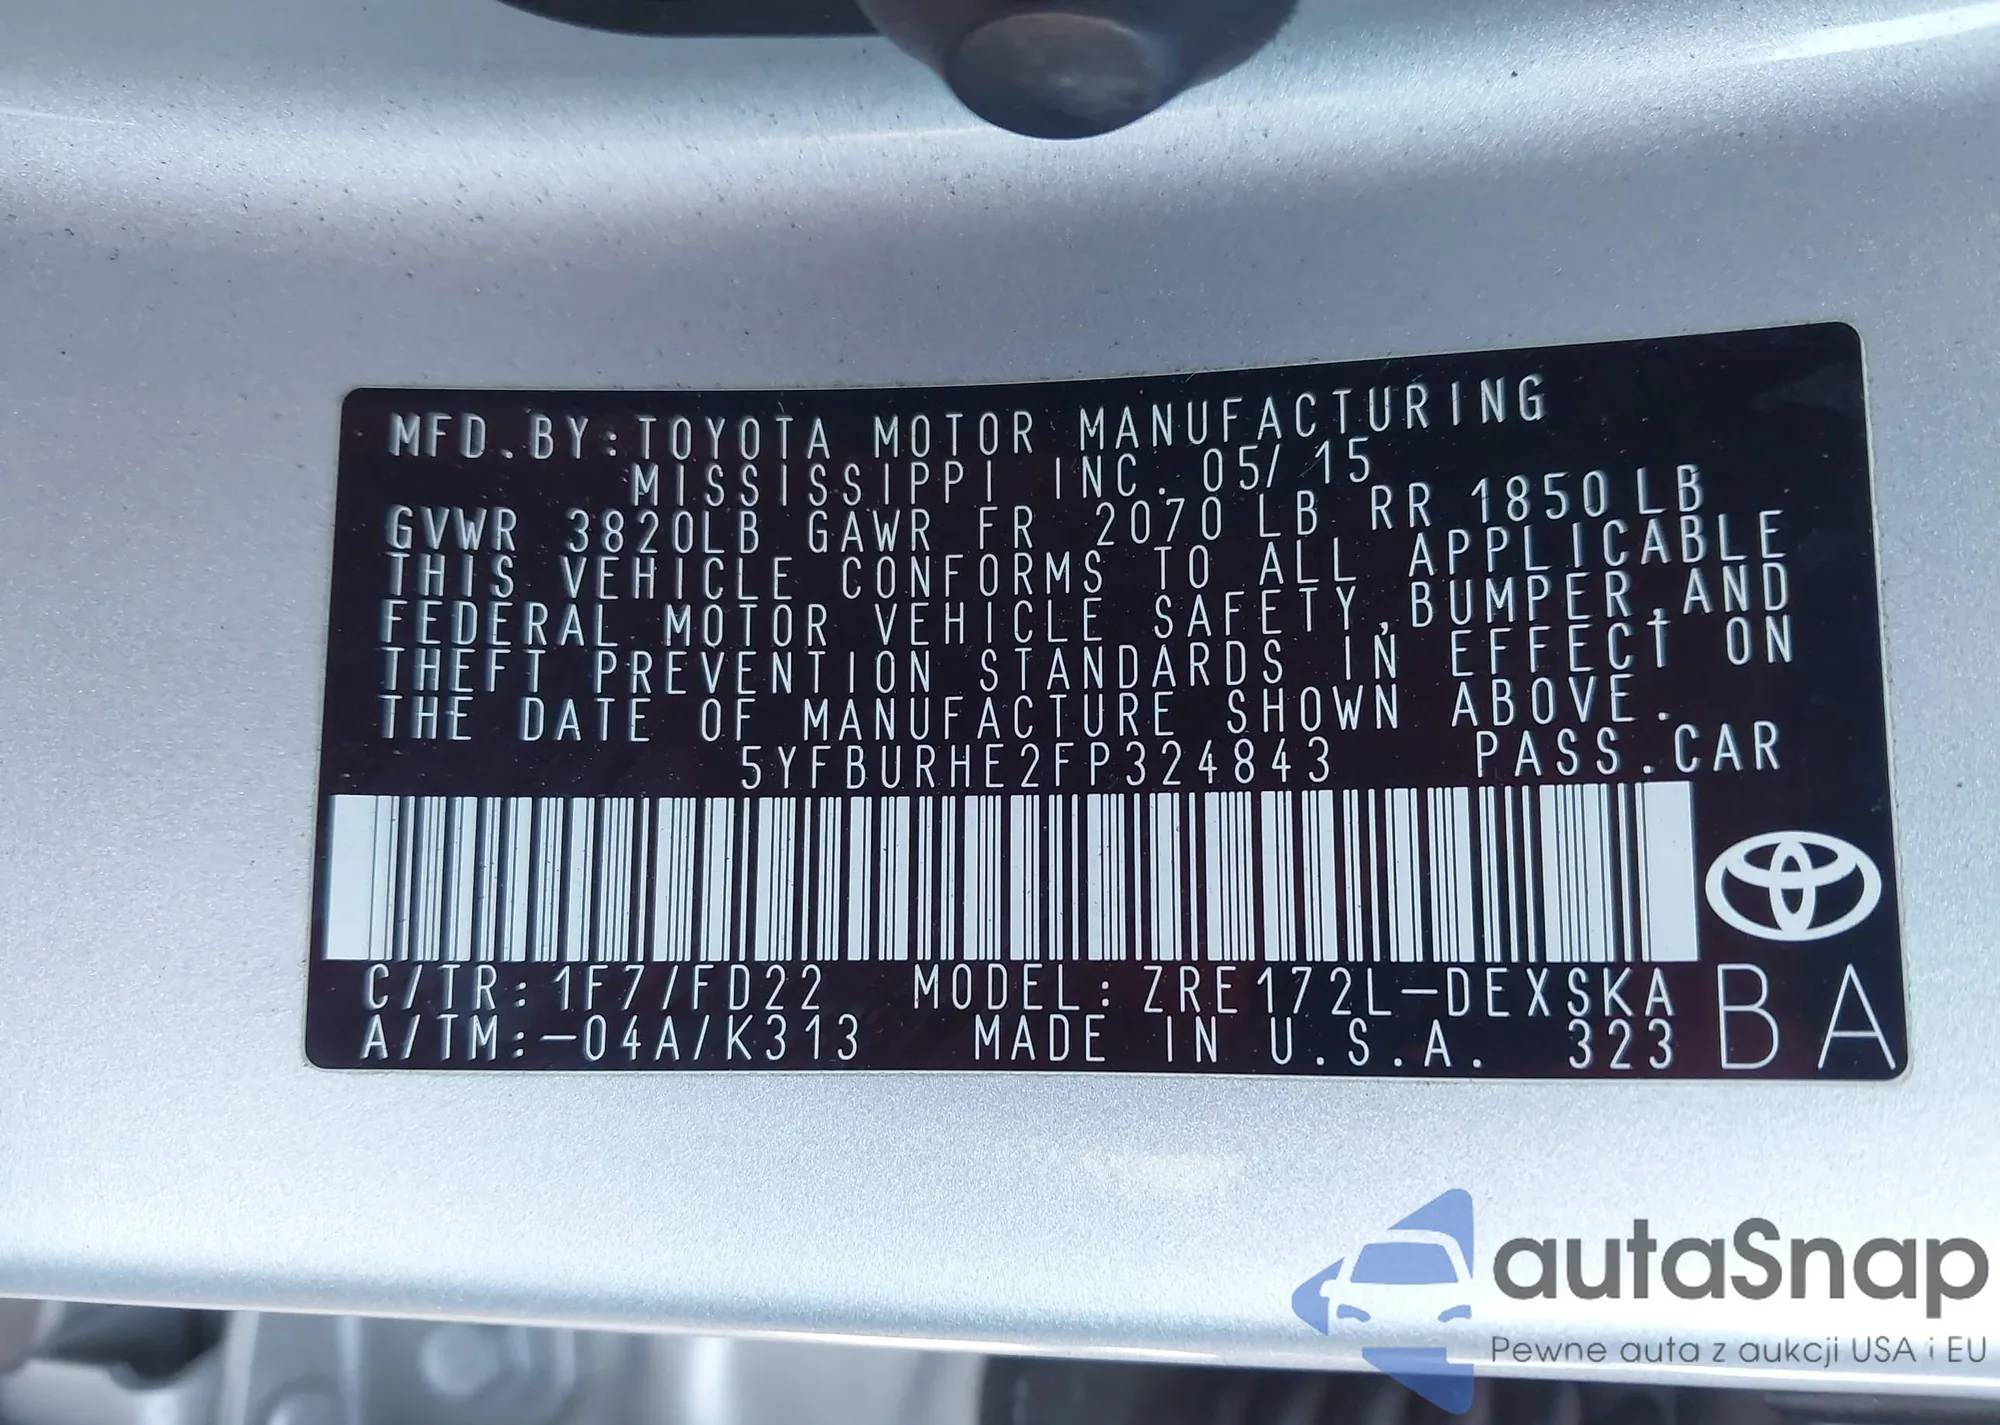 MFD.BY:TOYOTA MOTOR MANUFACTURING
MISSISSIPPI INC. 05/15
GVWR 3820LB GAWR FR 2070 LB RR 1850 LB
THIS VEHICLE CONFORMS TO ALL APPLICABLE
FEDERAL MOTOR VEHICLE SAFETY,BUMPER,AND
THEFT PREVENTION STANDARDS IN EFFECT ON
THE DATE OF MANUFACTURE SHOWN ABOVE.
5YFBURHE2FP324843 PASS.CAR
C/TR:1F7/FD22 MODEL:ZRE172L-DEXSKA
A/TM:-04A/K313 MADE IN U.S.A. 323
BA
autaSnap
Pewne auta z aukcji USA i EU